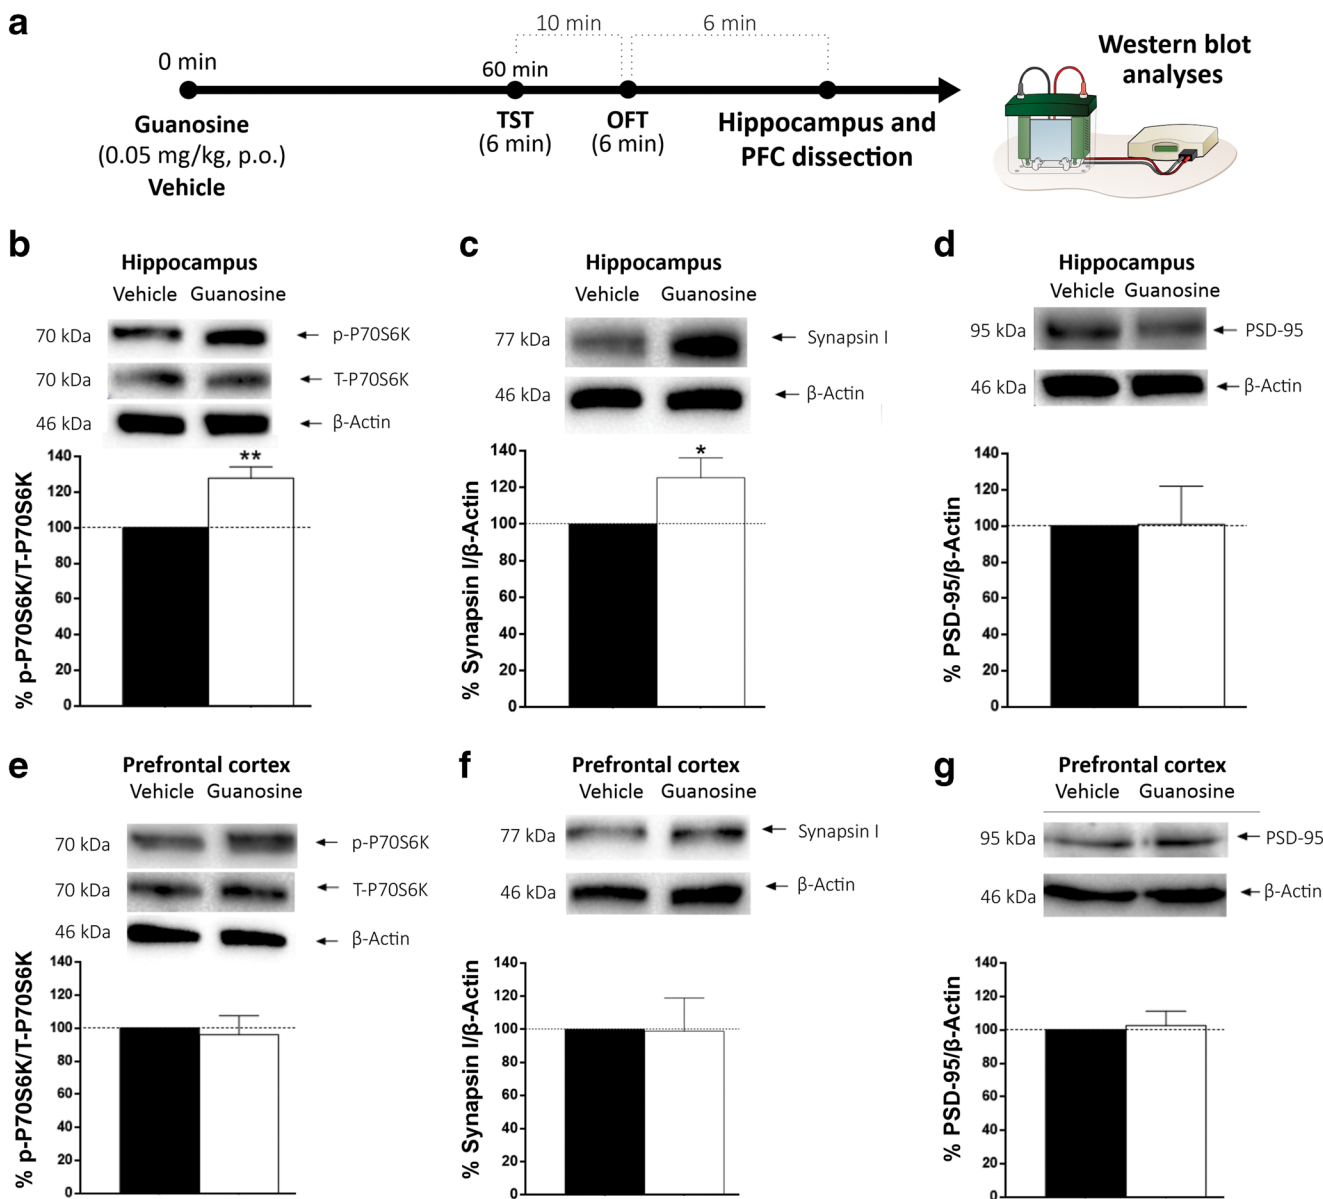 a
10 min
6 min
0 min
60 min
Guanosine
(0.05 mg/kg, p.o.)
Vehicle
TST
(6 min)
OFT
(6 min)
Hippocampus and
PFC dissection
Western blot
analyses
b
Hippocampus
Vehicle Guanosine
70 kDa
p-P70S6K
70 kDa
T-P70S6K
46 kDa
β-Actin
% p-P70S6K/T-P70S6K
140
120
100
80
60
40
20
0
**
c
Hippocampus
Vehicle Guanosine
77 kDa
Synapsin I
46 kDa
β-Actin
% Synapsin I/β-Actin
140
120
100
80
60
40
20
0
*
d
Hippocampus
Vehicle Guanosine
95 kDa
PSD-95
46 kDa
β-Actin
% PSD-95/β-Actin
140
120
100
80
60
40
20
0
e
Prefrontal cortex
Vehicle Guanosine
70 kDa
p-P70S6K
70 kDa
T-P70S6K
46 kDa
β-Actin
% p-P70S6K/T-P70S6K
140
120
100
80
60
40
20
0
f
Prefrontal cortex
Vehicle Guanosine
77 kDa
Synapsin I
46 kDa
β-Actin
% Synapsin I/β-Actin
140
120
100
80
60
40
20
0
g
Prefrontal cortex
Vehicle Guanosine
95 kDa
PSD-95
46 kDa
β-Actin
% PSD-95/β-Actin
140
120
100
80
60
40
20
0